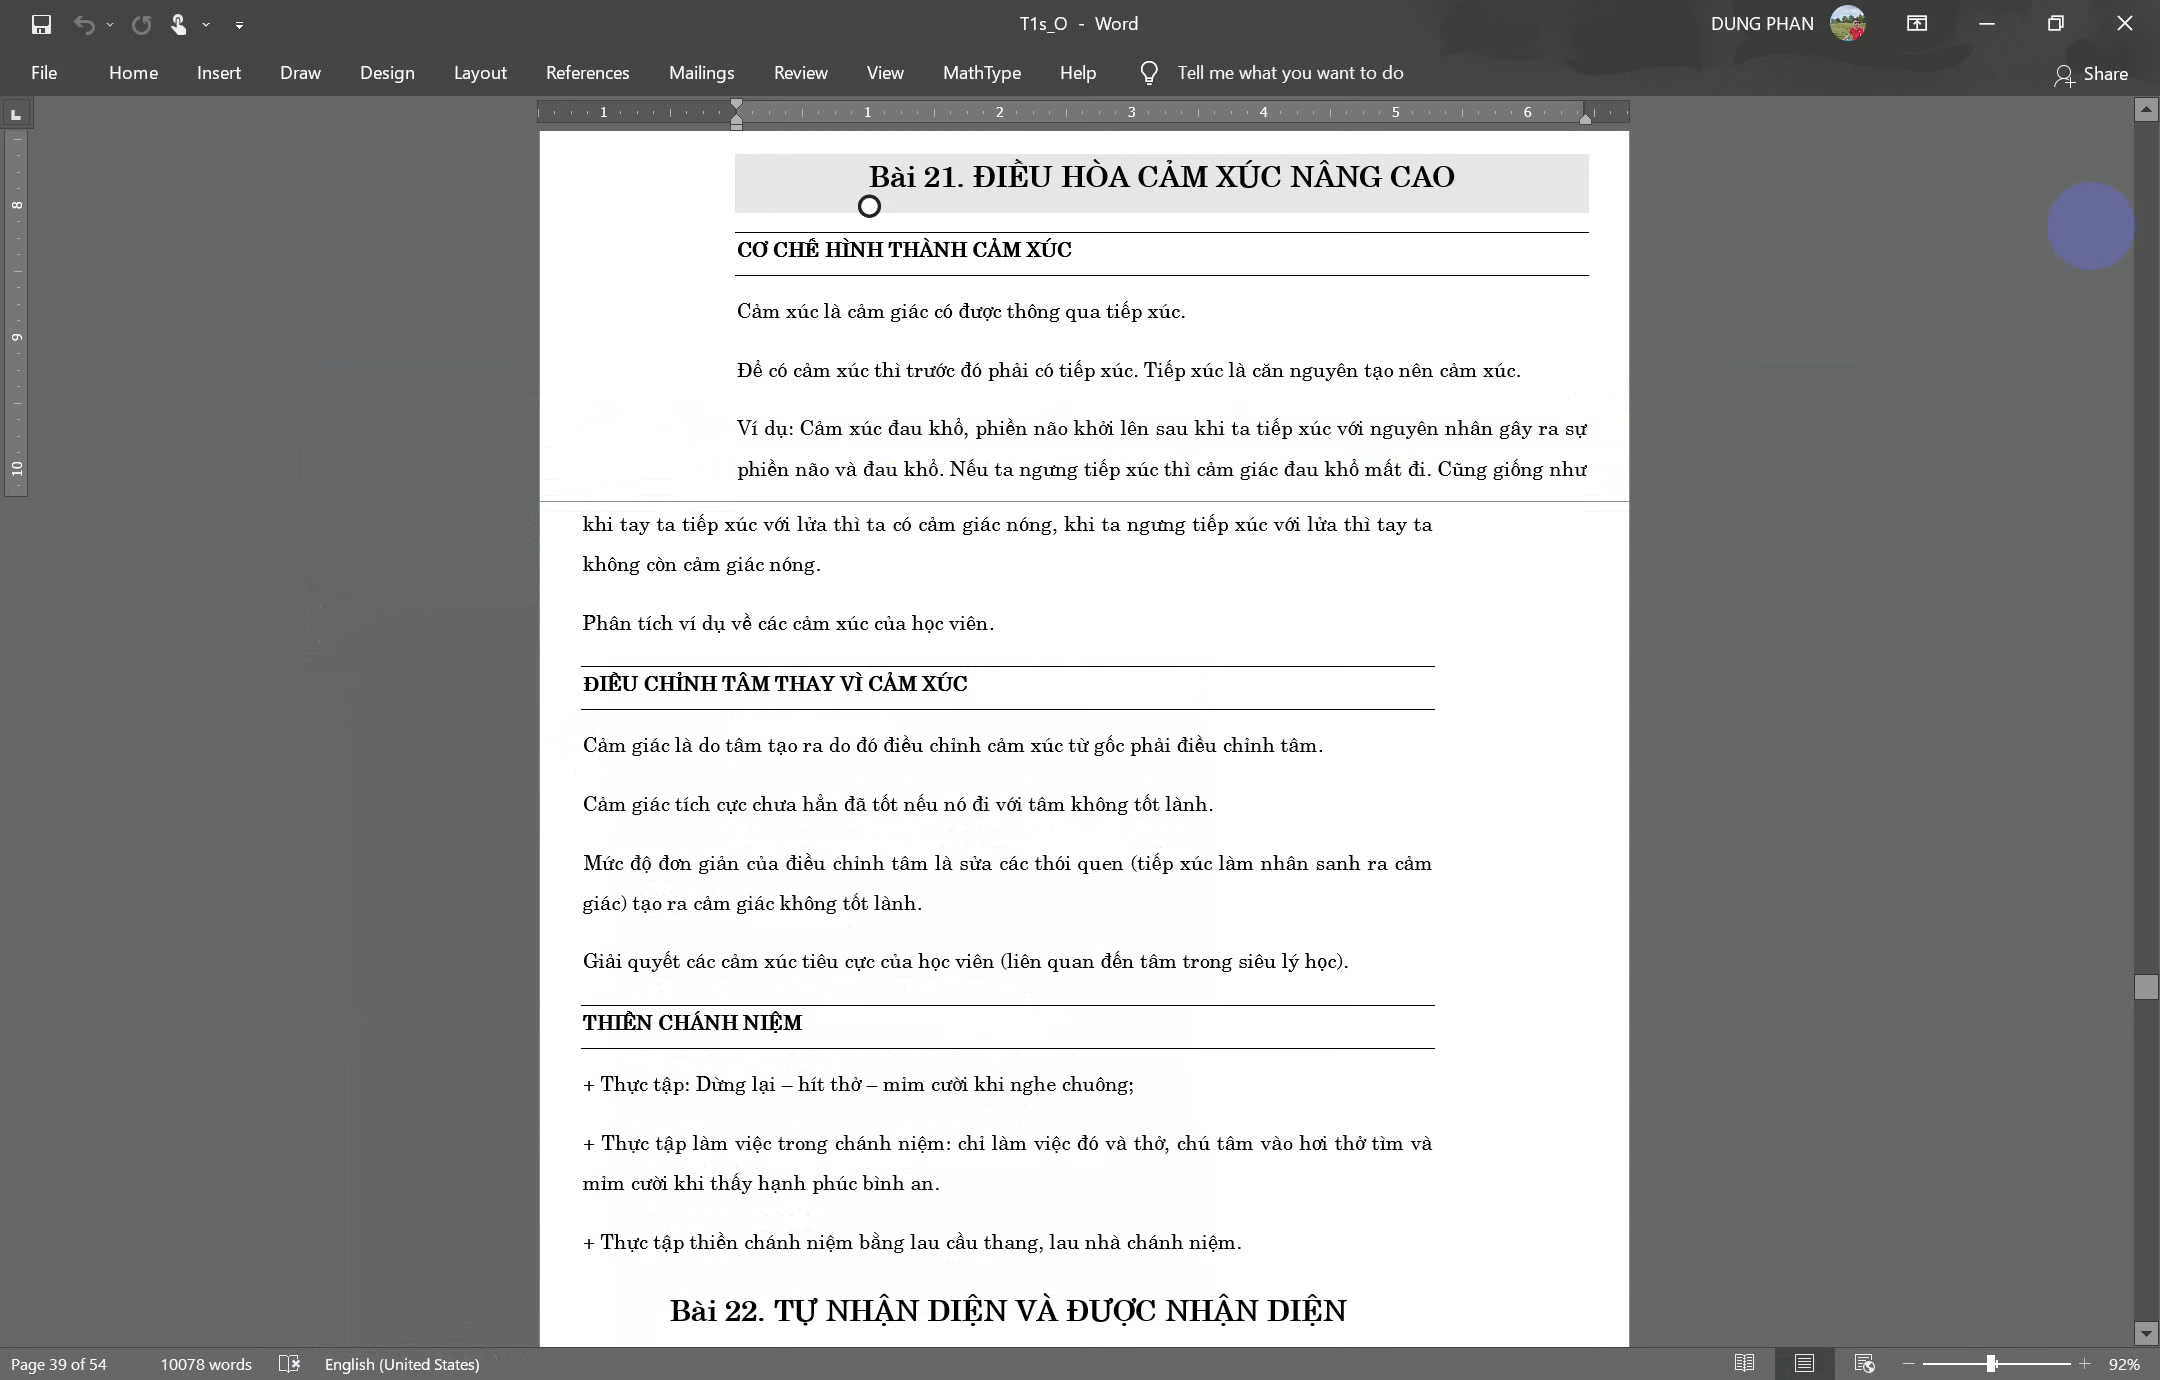 T1s_O - Word
DUNG PHAN
File Home Insert Draw Design Layout References Mailings Review View MathType Help Tell me what you want to do
Share
1 1 2 3 4 5 6
8
9
10
Bài 21. ĐIỀU HÒA CẢM XÚC NÂNG CAO
CƠ CHẾ HÌNH THÀNH CẢM XÚC
Cảm xúc là cảm giác có được thông qua tiếp xúc.
Để có cảm xúc thì trước đó phải có tiếp xúc. Tiếp xúc là căn nguyên tạo nên cảm xúc.
Ví dụ: Cảm xúc đau khổ, phiền não khởi lên sau khi ta tiếp xúc với nguyên nhân gây ra sự
phiền não và đau khổ. Nếu ta ngưng tiếp xúc thì cảm giác đau khổ mất đi. Cũng giống như
khi tay ta tiếp xúc với lửa thì ta có cảm giác nóng, khi ta ngưng tiếp xúc với lửa thì tay ta
không còn cảm giác nóng.
Phân tích ví dụ về các cảm xúc của học viên.
ĐIỀU CHỈNH TÂM THAY VÌ CẢM XÚC
Cảm giác là do tâm tạo ra do đó điều chỉnh cảm xúc từ gốc phải điều chỉnh tâm.
Cảm giác tích cực chưa hẳn đã tốt nếu nó đi với tâm không tốt lành.
Mức độ đơn giản của điều chỉnh tâm là sửa các thói quen (tiếp xúc làm nhân sanh ra cảm
giác) tạo ra cảm giác không tốt lành.
Giải quyết các cảm xúc tiêu cực của học viên (liên quan đến tâm trong siêu lý học).
THIỀN CHÁNH NIỆM
+ Thực tập: Dừng lại – hít thở – mỉm cười khi nghe chuông;
+ Thực tập làm việc trong chánh niệm: chỉ làm việc đó và thở, chú tâm vào hơi thở tìm và
mỉm cười khi thấy hạnh phúc bình an.
+ Thực tập thiền chánh niệm bằng lau cầu thang, lau nhà chánh niệm.
Bài 22. TỰ NHẬN DIỆN VÀ ĐƯỢC NHẬN DIỆN
Page 39 of 54 10078 words English (United States) 92%